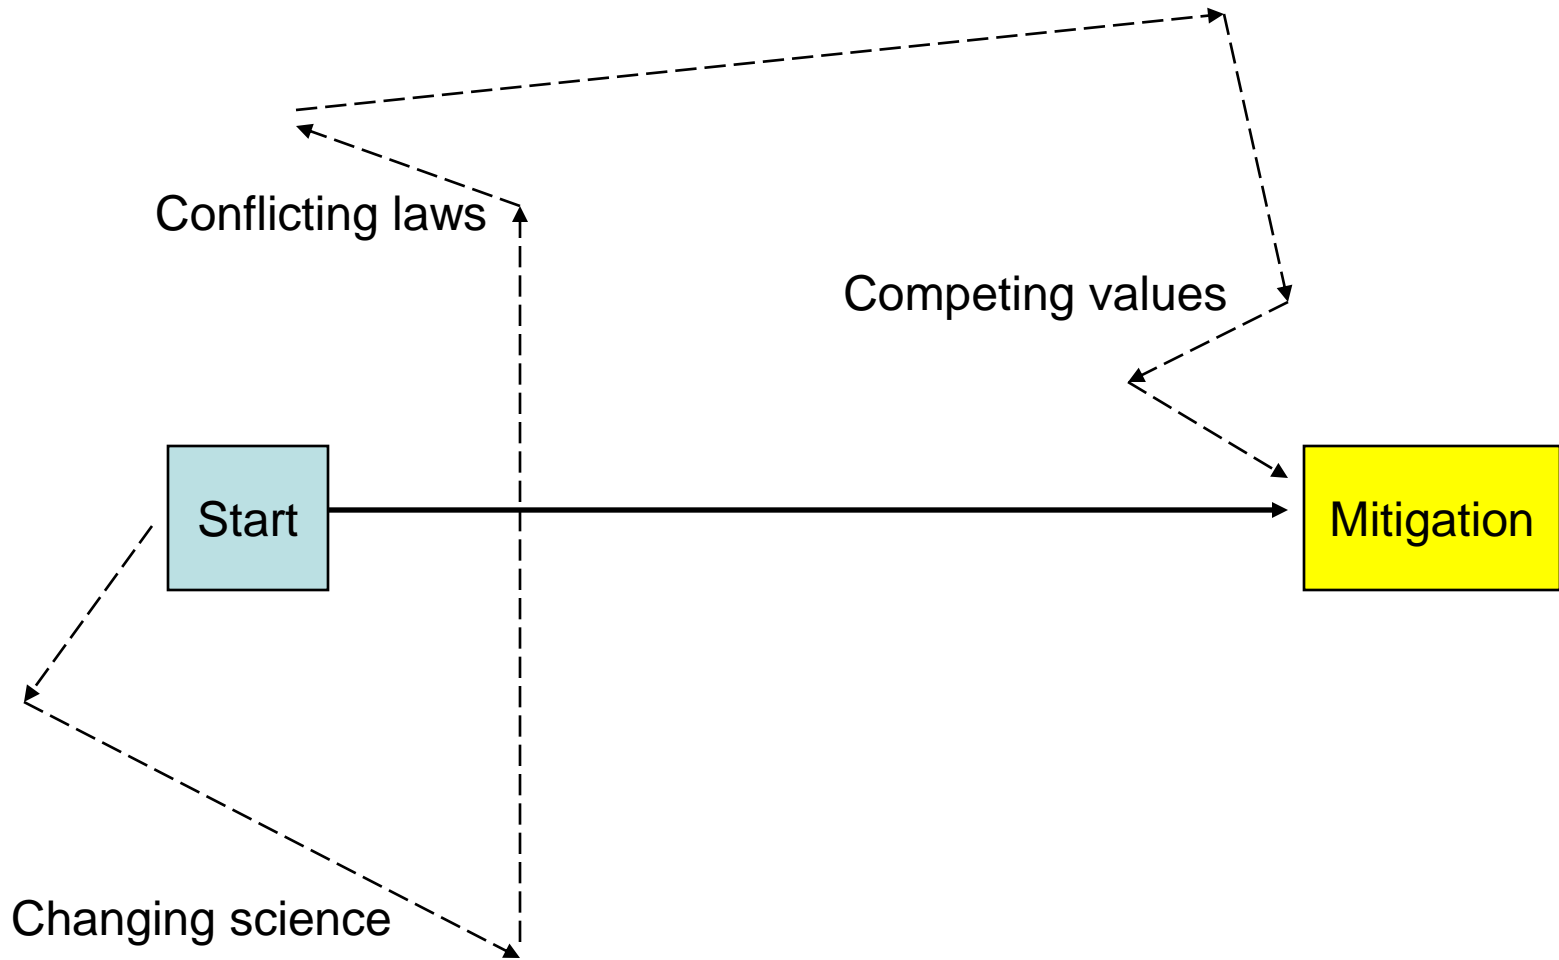 Conflicting laws
Competing values
Start
Mitigation
Changing science